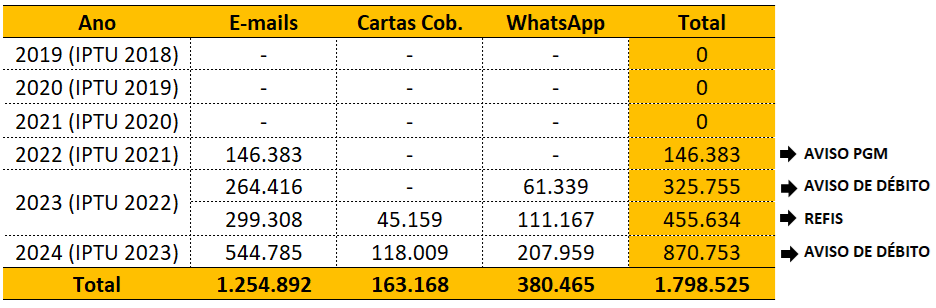 Ano E-mails Cartas Cob. WhatsApp Total
2019 (IPTU 2018) - - - 0
2020 (IPTU 2019) - - - 0
2021 (IPTU 2020) - - - 0
2022 (IPTU 2021) 146.383 - - 146.383 AVISO PGM
2023 (IPTU 2022) 264.416 - 61.339 325.755 AVISO DE DÉBITO
299.308 45.159 111.167 455.634 REFIS
2024 (IPTU 2023) 544.785 118.009 207.959 870.753 AVISO DE DÉBITO
Total 1.254.892 163.168 380.465 1.798.525